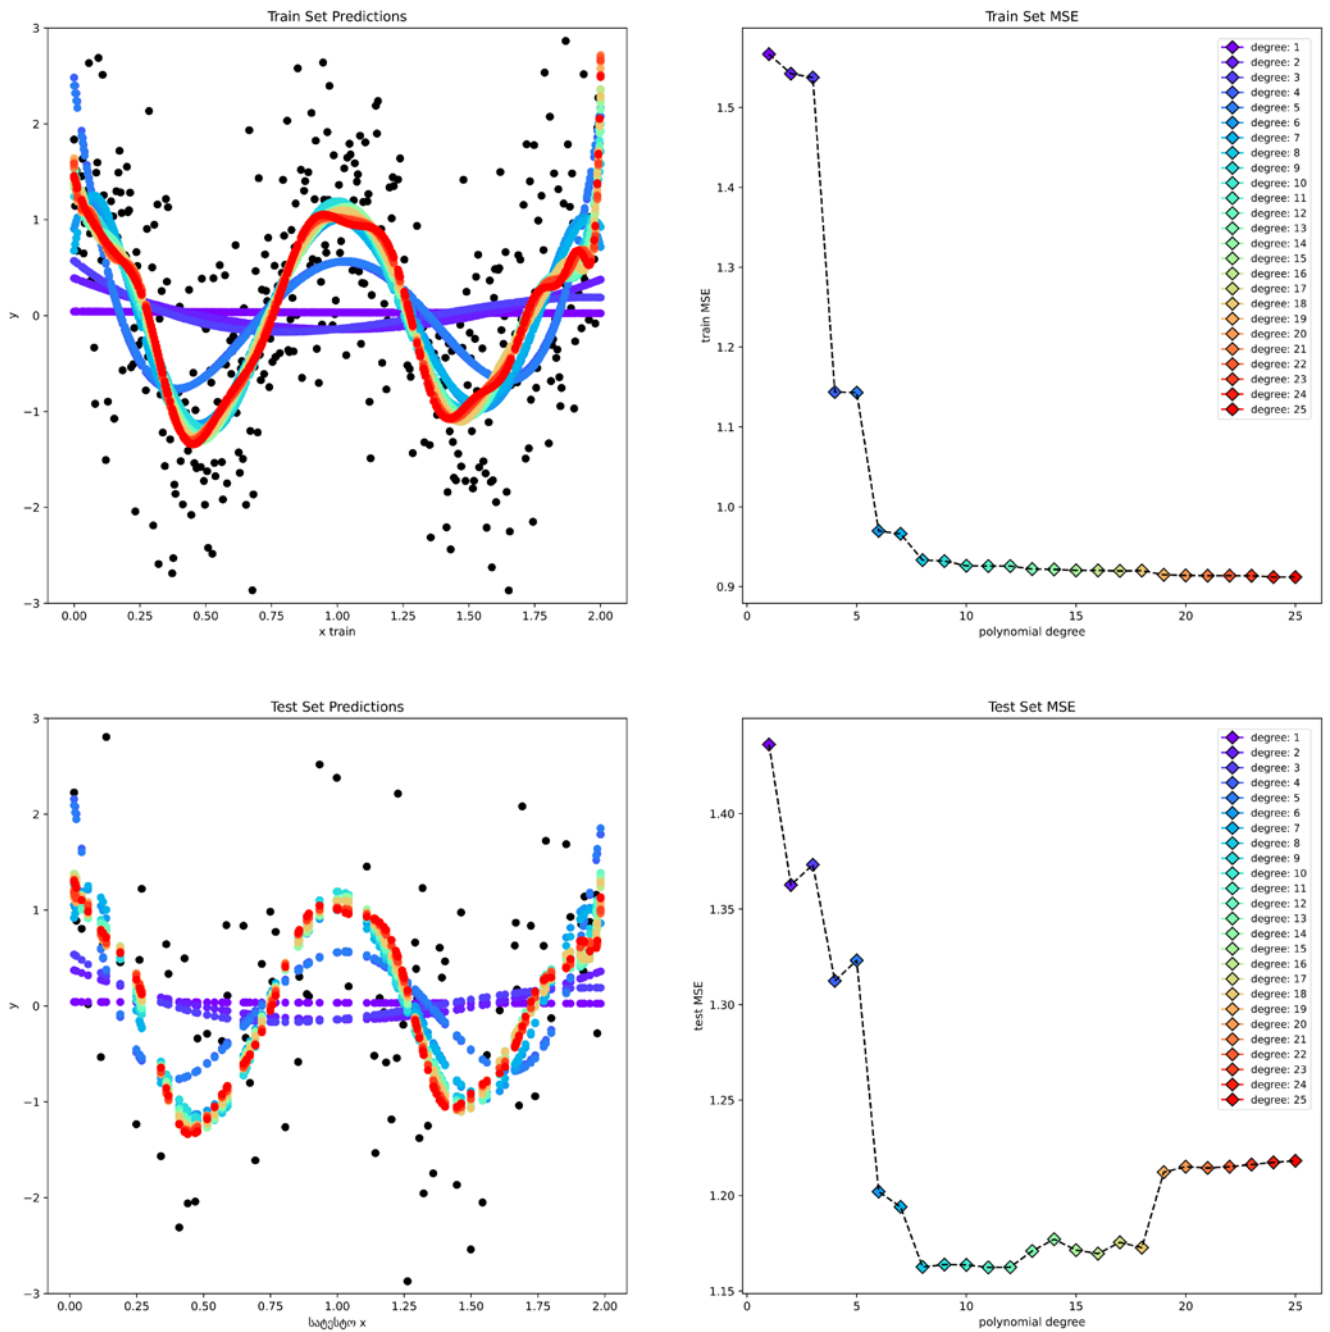 Train Set Predictions
3
2
1
0
−1
−2
−3
y
0.00 0.25 0.50 0.75 1.00 1.25 1.50 1.75 2.00
x train
Train Set MSE
1.5
1.4
1.3
1.2
1.1
1.0
0.9
train MSE
0 5 10 15 20 25
polynomial degree
degree: 1
degree: 2
degree: 3
degree: 4
degree: 5
degree: 6
degree: 7
degree: 8
degree: 9
degree: 10
degree: 11
degree: 12
degree: 13
degree: 14
degree: 15
degree: 16
degree: 17
degree: 18
degree: 19
degree: 20
degree: 21
degree: 22
degree: 23
degree: 24
degree: 25
Test Set Predictions
3
2
1
0
−1
−2
−3
y
0.00 0.25 0.50 0.75 1.00 1.25 1.50 1.75 2.00
სატესტო x
Test Set MSE
1.40
1.35
1.30
1.25
1.20
1.15
test MSE
0 5 10 15 20 25
polynomial degree
degree: 1
degree: 2
degree: 3
degree: 4
degree: 5
degree: 6
degree: 7
degree: 8
degree: 9
degree: 10
degree: 11
degree: 12
degree: 13
degree: 14
degree: 15
degree: 16
degree: 17
degree: 18
degree: 19
degree: 20
degree: 21
degree: 22
degree: 23
degree: 24
degree: 25